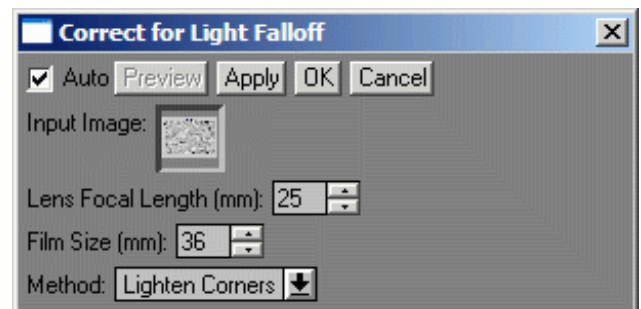 Correct for Light Falloff
Auto Preview Apply OK Cancel
Input Image:
Lens Focal Length (mm): 25
Film Size (mm): 36
Method: Lighten Corners